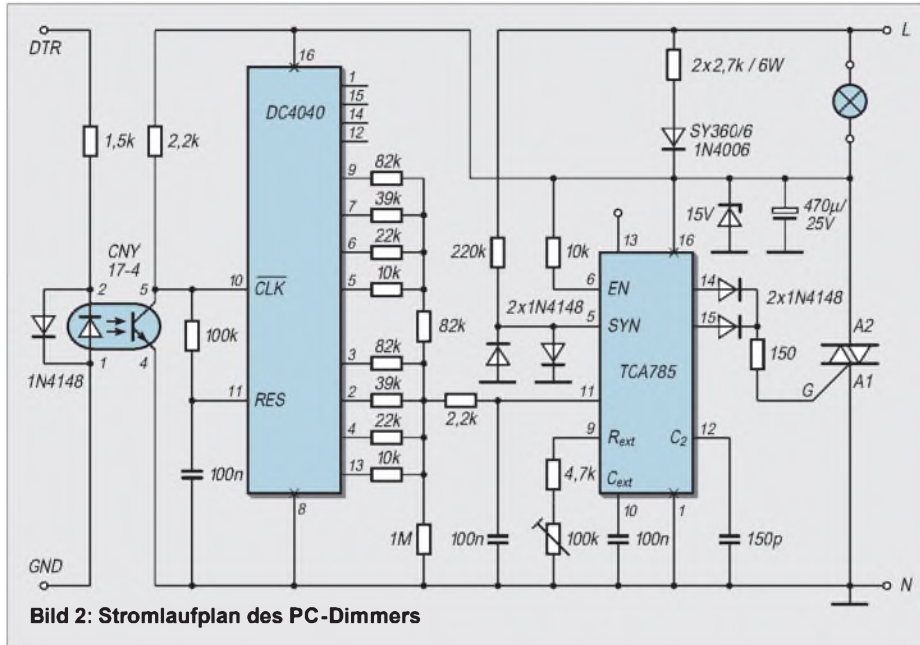 DTR
16
L
1
15
14
12
DC4040
2x2,7k / 6W
1,5k
2,2k
82k
9
SY360/6
1N4006
39k
7
22k
6
10k
5
15V
470µ/
25V
220k
10k
13
16
CNY
17-4
2
5
10
CLK
6
EN
14
2x1N4148
100k
82k
5
SYN
15
82k
3
TCA785
150
A2
A1
G
1
4
1N4148
11
RES
39k
2
2,2k
11
22k
4
9
Rext
C2
12
10k
13
4,7k
Cext
100n
8
10
1
1M
100n
100k
100n
150p
GND
N
Bild 2: Stromlaufplan des PC-Dimmers